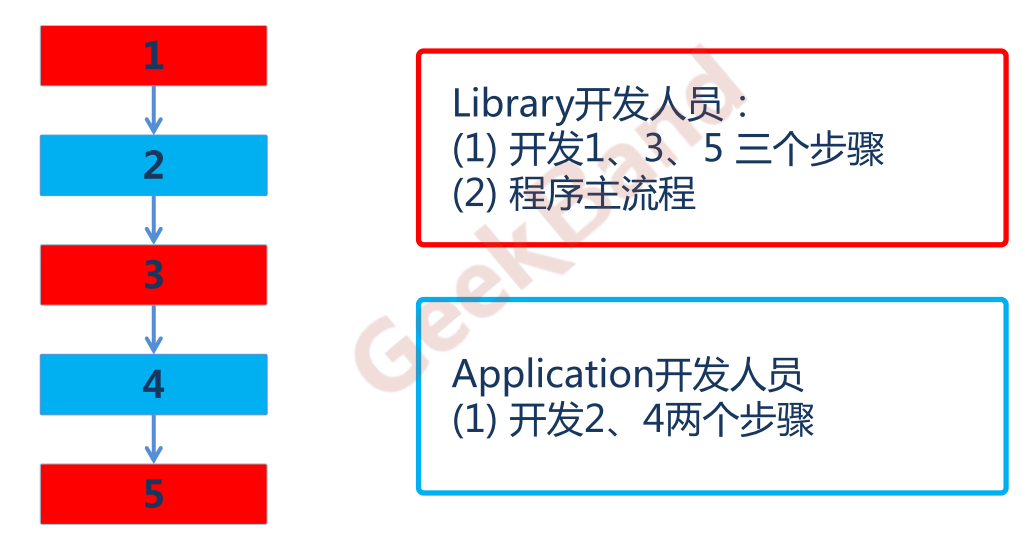 1
2
3
4
5
Library开发人员：
(1) 开发1、3、5 三个步骤
(2) 程序主流程
Application开发人员
(1) 开发2、4两个步骤
GeekBand